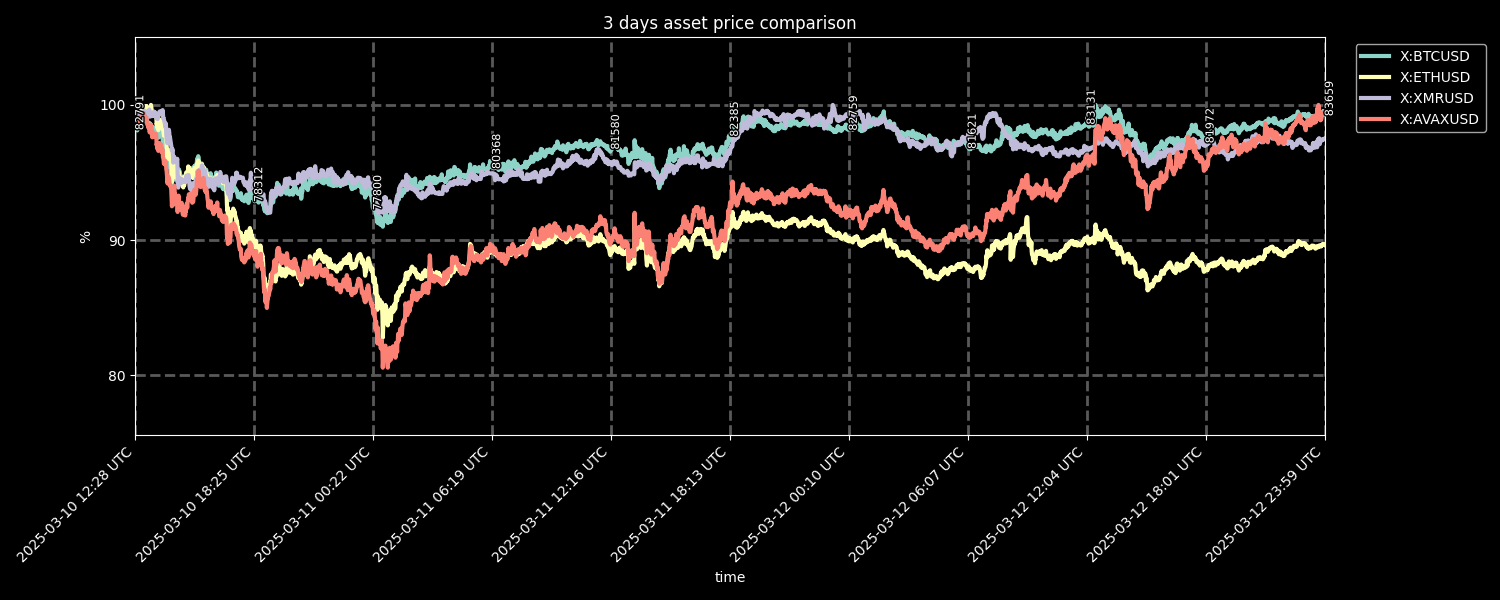 3 days asset price comparison
X:BTCUSD
X:ETHUSD
X:XMRUSD
X:AVAXUSD
100
90
80
%
82791
78312
77800
80368
81580
82385
82759
81621
83131
81972
83659
2025-03-10 12:28 UTC
2025-03-10 18:25 UTC
2025-03-11 00:22 UTC
2025-03-11 06:19 UTC
2025-03-11 12:16 UTC
2025-03-11 18:13 UTC
2025-03-12 00:10 UTC
2025-03-12 06:07 UTC
2025-03-12 12:04 UTC
2025-03-12 18:01 UTC
2025-03-12 23:59 UTC
time